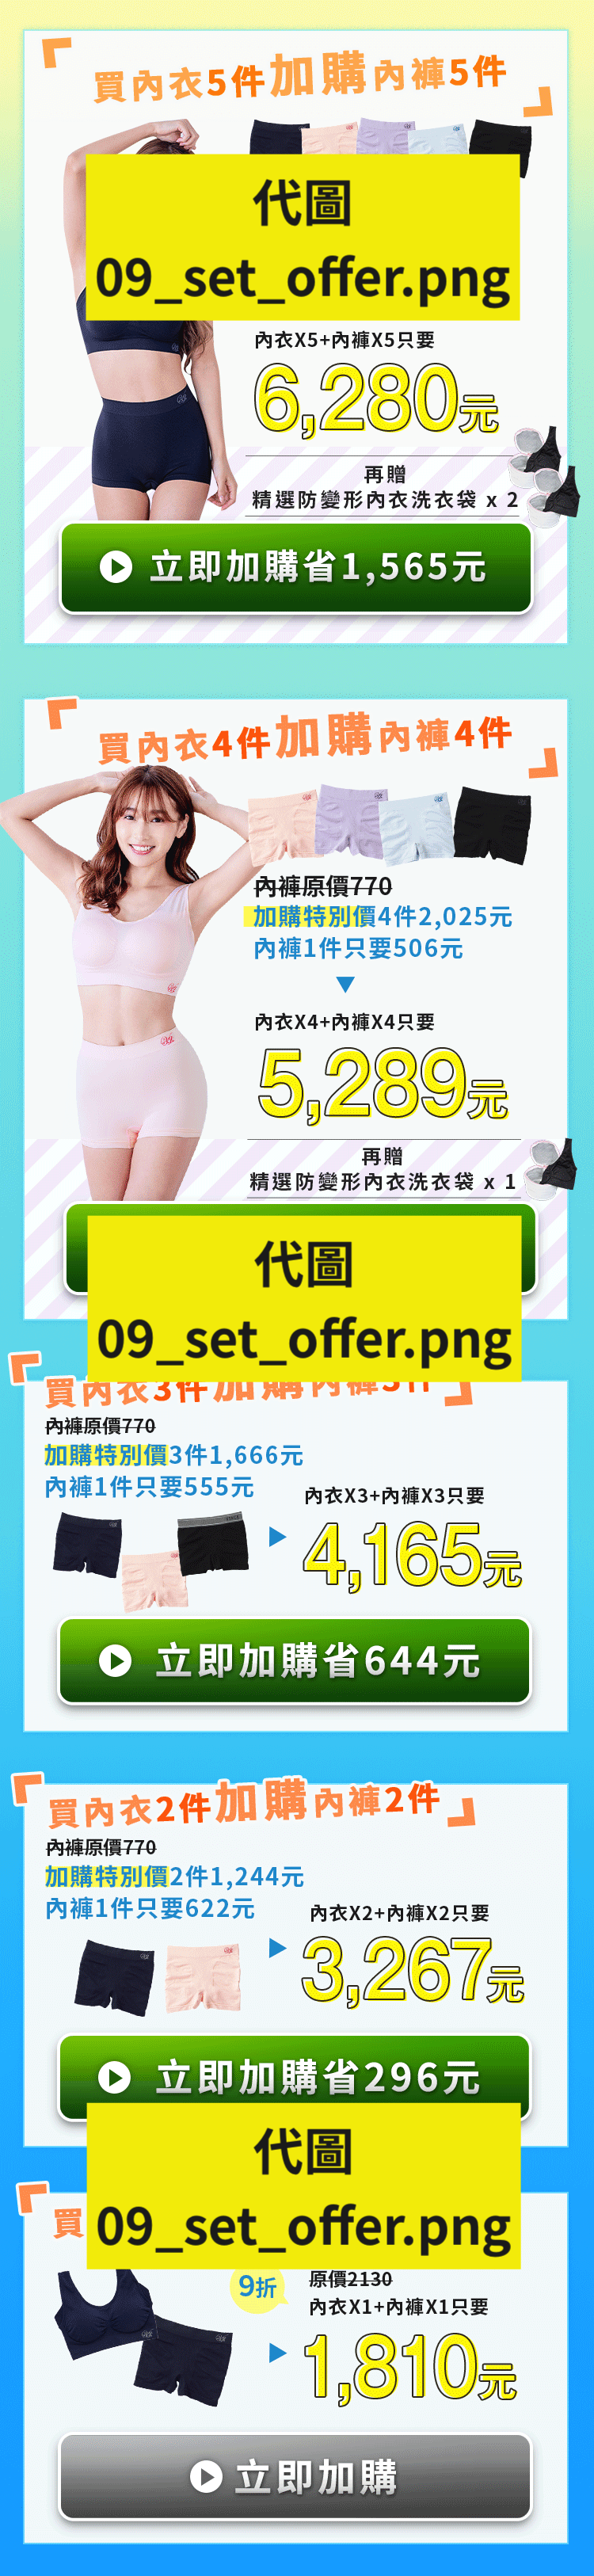 買內衣5件加購內褲5件
代圖
09_set_offer.png
內衣X5+內褲X5只要
6,280元
再贈
精選防變形內衣洗衣袋 x 2
立即加購省1,565元
買內衣4件加購內褲4件
內褲原價770
加購特別價4件2,025元
內褲1件只要506元
內衣X4+內褲X4只要
5,289元
再贈
精選防變形內衣洗衣袋 x 1
代圖
09_set_offer.png
買內衣3件加購內褲3件
內褲原價770
加購特別價3件1,666元
內褲1件只要555元
內衣X3+內褲X3只要
4,165元
立即加購省644元
買內衣2件加購內褲2件
內褲原價770
加購特別價2件1,244元
內褲1件只要622元
內衣X2+內褲X2只要
3,267元
立即加購省296元
代圖
買
09_set_offer.png
9折
原價2130
內衣X1+內褲X1只要
1,810元
立即加購